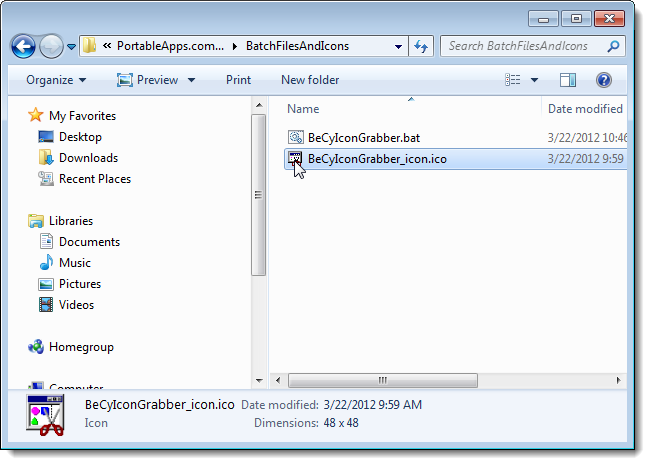 « PortableApps.com... ▸ BatchFilesAndIcons
Search BatchFilesAndIcons
Organize Preview Print New folder
My Favorites
Desktop
Downloads
Recent Places
Libraries
Documents
Music
Pictures
Videos
Homegroup
Computer
Name Date modified
BeCyIconGrabber.bat 3/22/2012 10:46
BeCyIconGrabber_icon.ico 3/22/2012 9:59
BeCyIconGrabber_icon.ico Date modified: 3/22/2012 9:59 AM
Icon Dimensions: 48 x 48